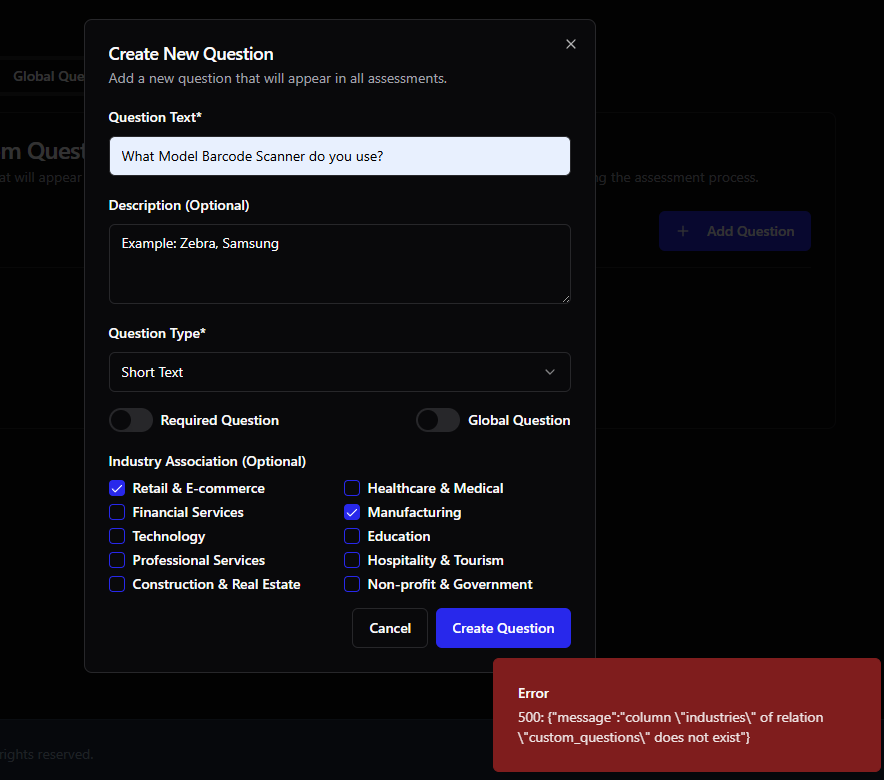 Create New Question
Add a new question that will appear in all assessments.
Global Que
Question Text*
What Model Barcode Scanner do you use?
m Quest
at will appear
ng the assessment process.
Description (Optional)
+ Add Question
Example: Zebra, Samsung
Question Type*
Short Text
Required Question
Global Question
Industry Association (Optional)
Retail & E-commerce
Healthcare & Medical
Financial Services
Manufacturing
Technology
Education
Professional Services
Hospitality & Tourism
Construction & Real Estate
Non-profit & Government
Cancel
Create Question
Error
500: {"message":"column \"industries\" of relation
\"custom_questions\" does not exist"}
rights reserved.